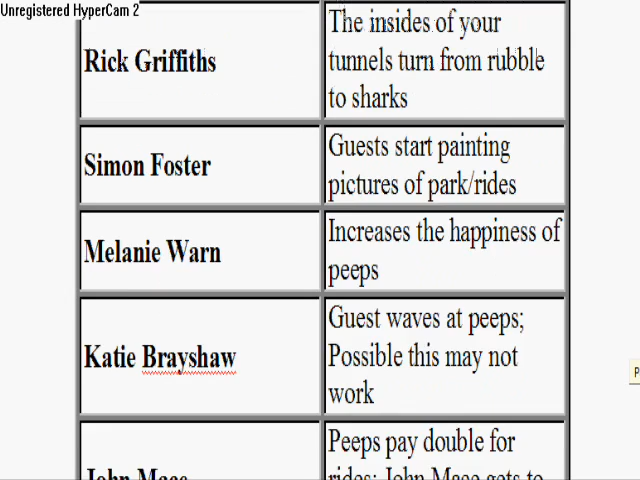 Unregistered HyperCam 2
Rick Griffiths
The insides of your
tunnels turn from rubble
to sharks
Simon Foster
Guests start painting
pictures of park/rides
Melanie Warn
Increases the happiness of
peeps
Katie Brayshaw
Guest waves at peeps;
Possible this may not
work
John Mace
Peeps pay double for
rides; John Mace gets to
P